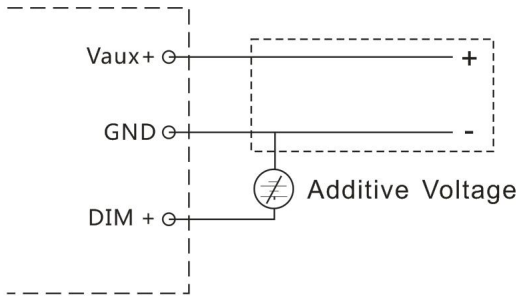 Vaux+ +
GND -
Additive Voltage
DIM +